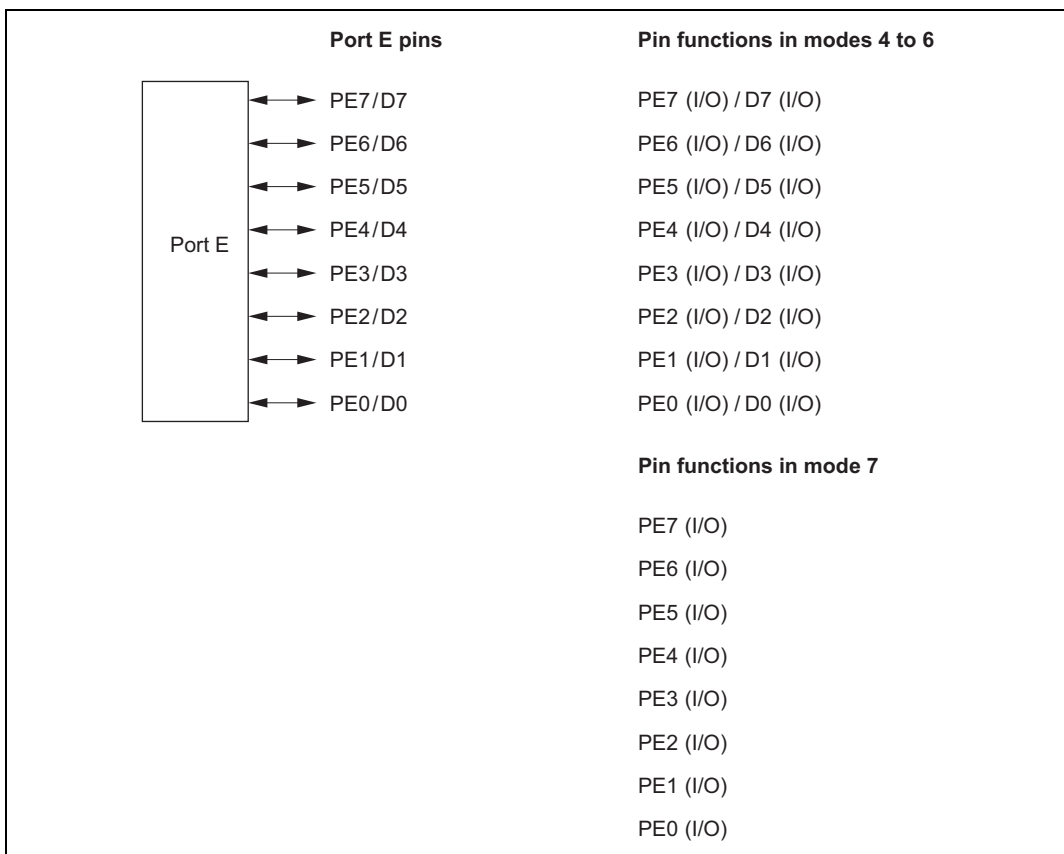 Port E pins
Pin functions in modes 4 to 6
Port E
PE7/D7
PE7 (I/O) / D7 (I/O)
PE6/D6
PE6 (I/O) / D6 (I/O)
PE5/D5
PE5 (I/O) / D5 (I/O)
PE4/D4
PE4 (I/O) / D4 (I/O)
PE3/D3
PE3 (I/O) / D3 (I/O)
PE2/D2
PE2 (I/O) / D2 (I/O)
PE1/D1
PE1 (I/O) / D1 (I/O)
PE0/D0
PE0 (I/O) / D0 (I/O)
Pin functions in mode 7
PE7 (I/O)
PE6 (I/O)
PE5 (I/O)
PE4 (I/O)
PE3 (I/O)
PE2 (I/O)
PE1 (I/O)
PE0 (I/O)